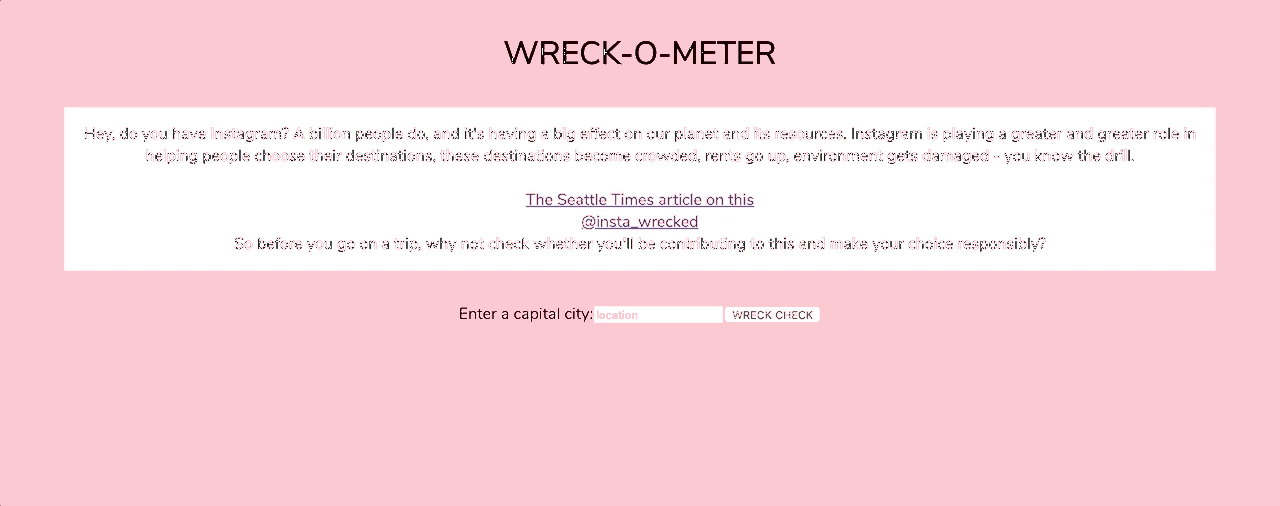 WRECK-O-METER
Hey, do you have Instagram? A billion people do, and it's having a big effect on our planet and its resources. Instagram is playing a greater and greater role in
helping people choose their destinations, these destinations become crowded, rents go up, environment gets damaged - you know the drill.
The Seattle Times article on this
@insta_wrecked
So before you go on a trip, why not check whether you'll be contributing to this and make your choice responsibly?
Enter a capital city: location WRECK CHECK